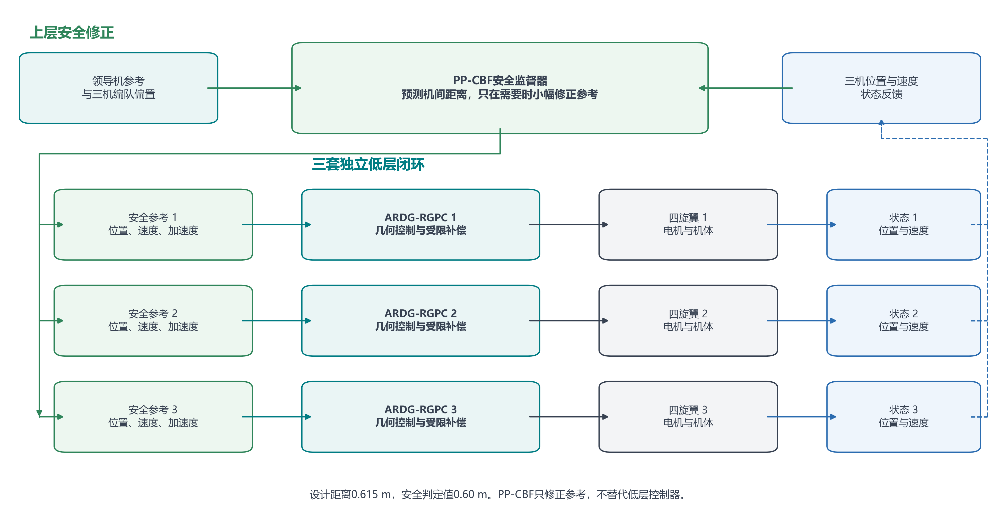 上层安全修正
领导机参考
与三机编队偏置
PP-CBF安全监督器
预测机间距离，只在需要时小幅修正参考
三机位置与速度
状态反馈
三套独立低层闭环
安全参考 1
位置、速度、加速度
ARDG-RGPC 1
几何控制与受限补偿
四旋翼 1
电机与机体
状态 1
位置与速度
安全参考 2
位置、速度、加速度
ARDG-RGPC 2
几何控制与受限补偿
四旋翼 2
电机与机体
状态 2
位置与速度
安全参考 3
位置、速度、加速度
ARDG-RGPC 3
几何控制与受限补偿
四旋翼 3
电机与机体
状态 3
位置与速度
设计距离0.615 m，安全判定值0.60 m。PP-CBF只修正参考，不替代低层控制器。